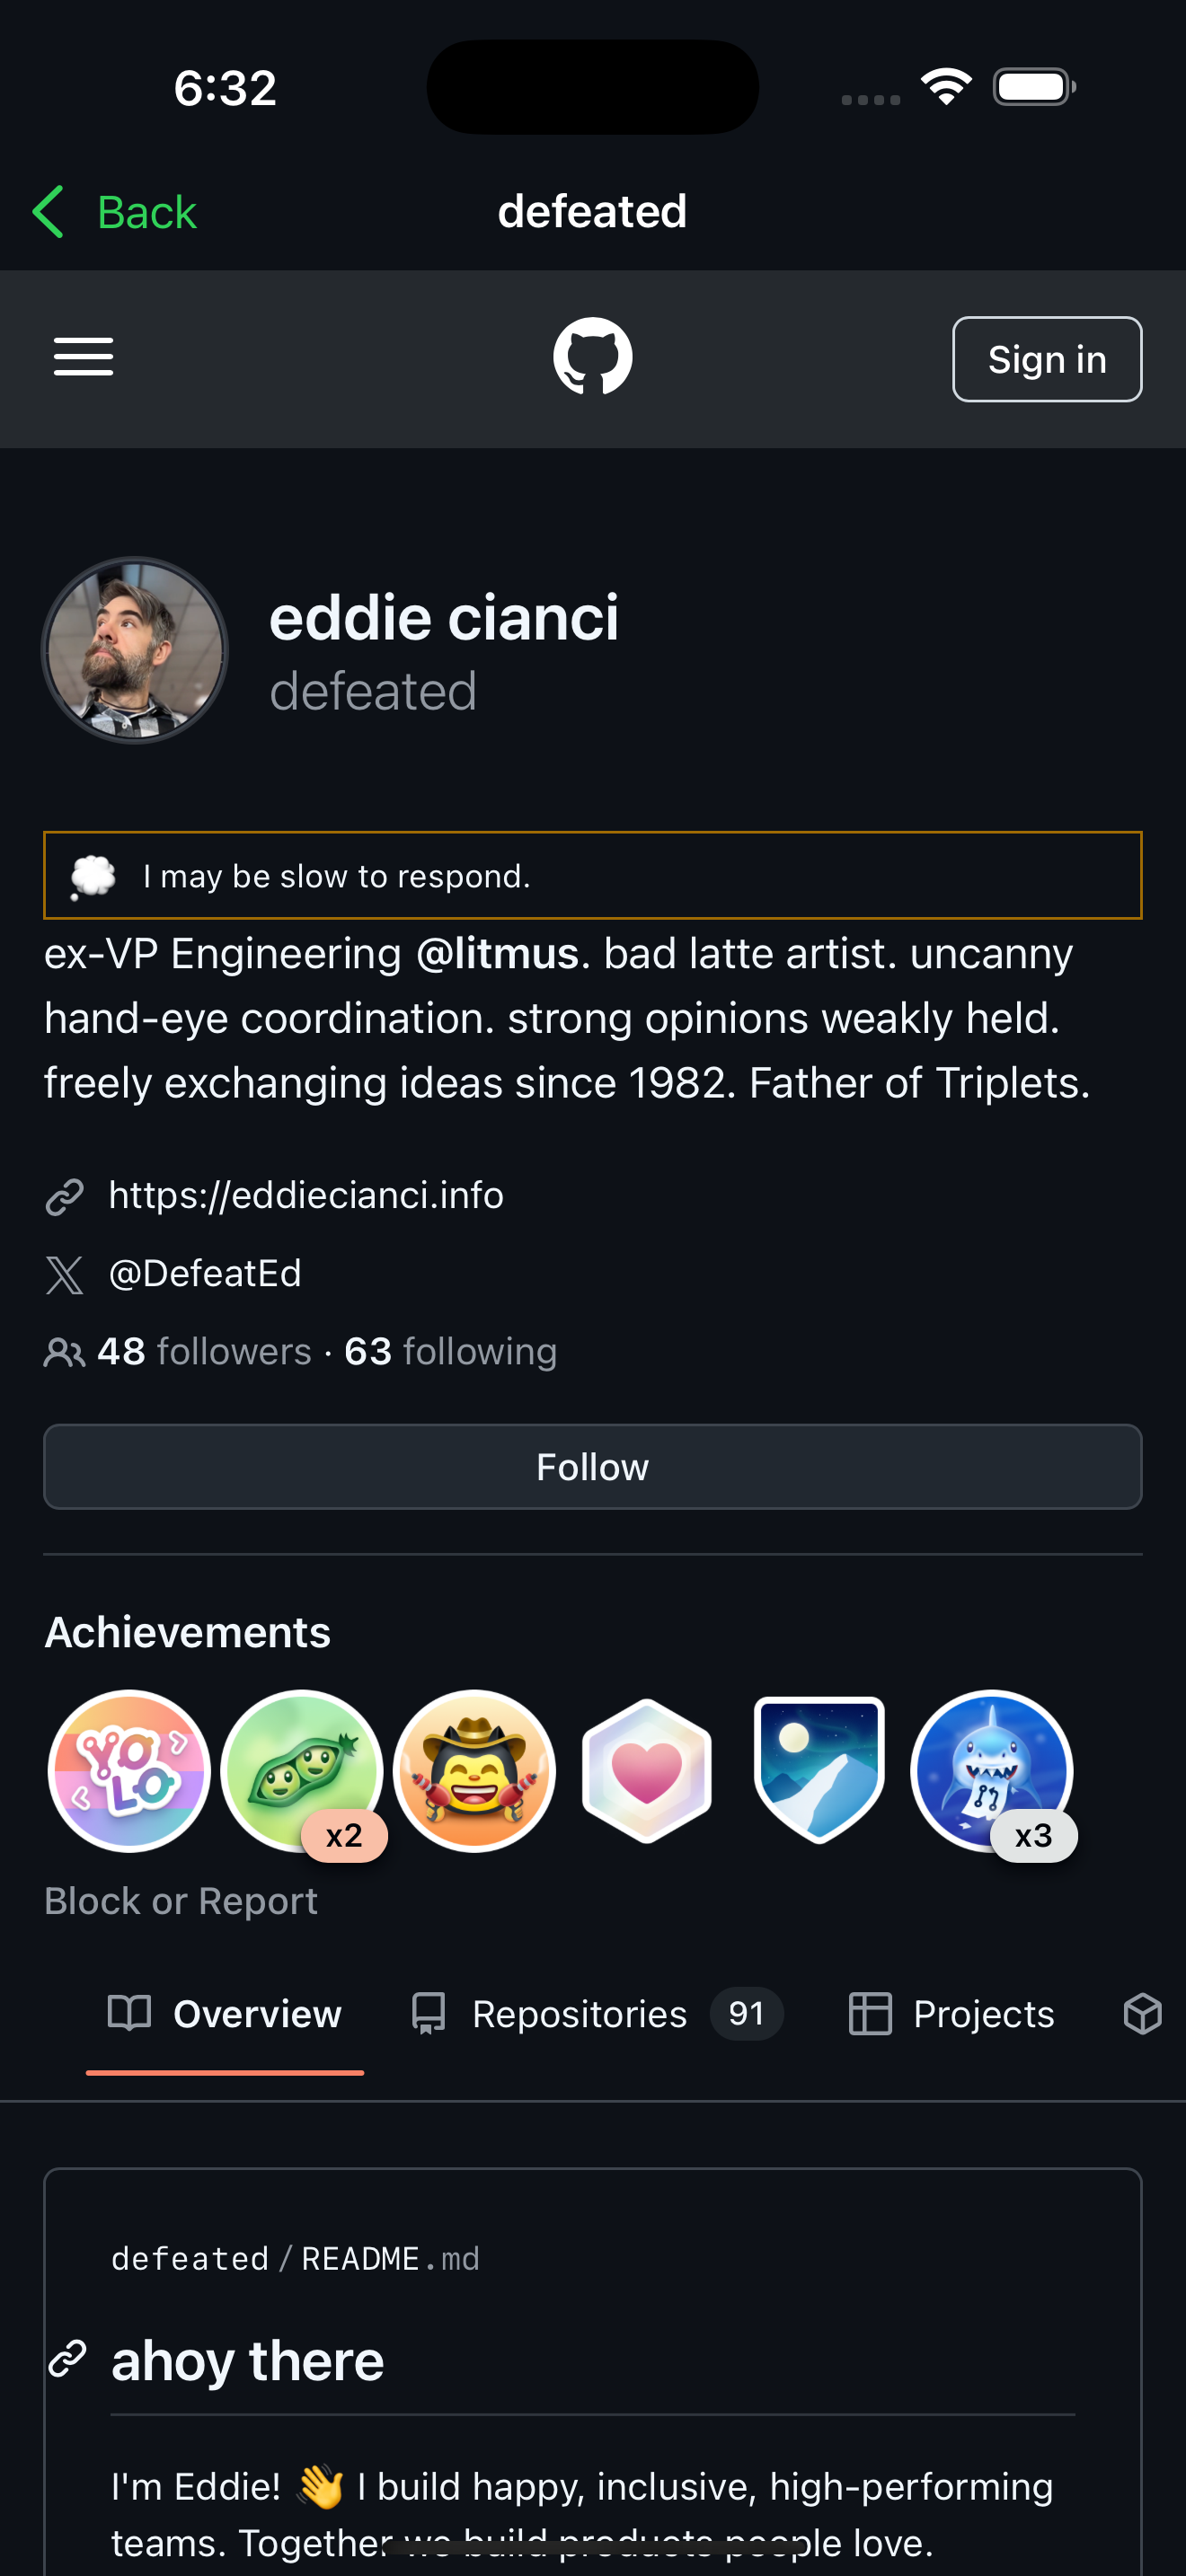 6:32
Back
defeated
Sign in
eddie cianci
defeated
I may be slow to respond.
ex-VP Engineering @litmus. bad latte artist. uncanny
hand-eye coordination. strong opinions weakly held.
freely exchanging ideas since 1982. Father of Triplets.
https://eddiecianci.info
@DefeatEd
48 followers · 63 following
Follow
Achievements
YOLO
x2
x3
Block or Report
Overview
Repositories 91
Projects
defeated / README.md
ahoy there
I'm Eddie! 👋 I build happy, inclusive, high-performing
teams. Together we build products people love.